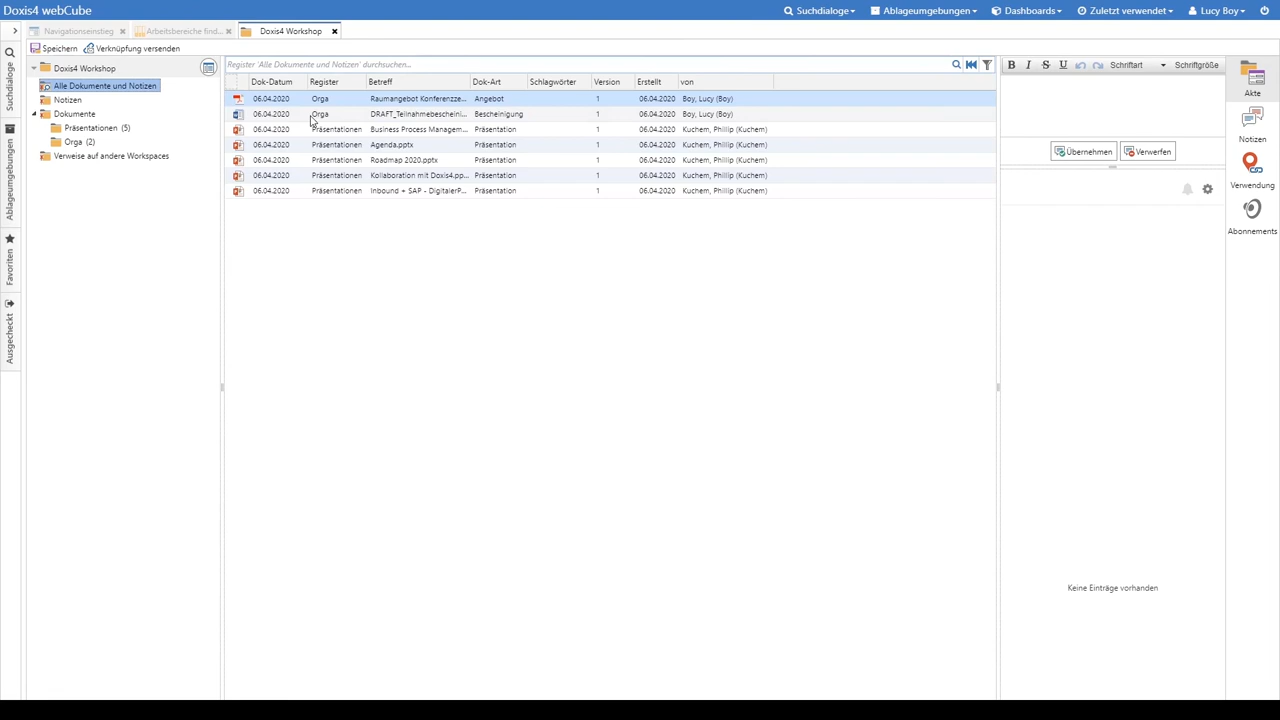 Doxis4 webCube
Suchdialoge Ablageumgebungen Dashboards Zuletzt verwendet Lucy Boy
Navigationseinstieg Arbeitsbereiche find... Doxis4 Workshop
Speichern Verknüpfung versenden
Suchdialoge
Ablageumgebungen
Favoriten
Ausgecheckt
Doxis4 Workshop
Alle Dokumente und Notizen
Notizen
Dokumente
Präsentationen (5)
Orga (2)
Verweise auf andere Workspaces
Register 'Alle Dokumente und Notizen' durchsuchen...
Dok-Datum Register Betreff Dok-Art Schlagwörter Version Erstellt von
06.04.2020 Orga Raumangebot Konferenzze... Angebot 1 06.04.2020 Boy, Lucy (Boy)
06.04.2020 Orga DRAFT_Teilnahmebescheini... Bescheinigung 1 06.04.2020 Boy, Lucy (Boy)
06.04.2020 Präsentationen Business Process Managem... Präsentation 1 06.04.2020 Kuchem, Phillip (Kuchem)
06.04.2020 Präsentationen Agenda.pptx Präsentation 1 06.04.2020 Kuchem, Phillip (Kuchem)
06.04.2020 Präsentationen Roadmap 2020.pptx Präsentation 1 06.04.2020 Kuchem, Phillip (Kuchem)
06.04.2020 Präsentationen Kollaboration mit Doxis4.pp... Präsentation 1 06.04.2020 Kuchem, Phillip (Kuchem)
06.04.2020 Präsentationen Inbound + SAP - DigitalerP... Präsentation 1 06.04.2020 Kuchem, Phillip (Kuchem)
B I S U Schriftart Schriftgröße
Übernehmen Verwerfen
Keine Einträge vorhanden
Akte
Notizen
Verwendung
Abonnements